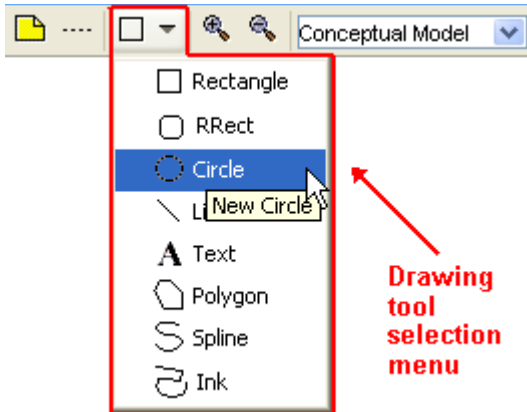 Conceptual Model
Rectangle
RRect
Circle
New Circle
A Text
Polygon
Spline
Ink
Drawing
tool
selection
menu